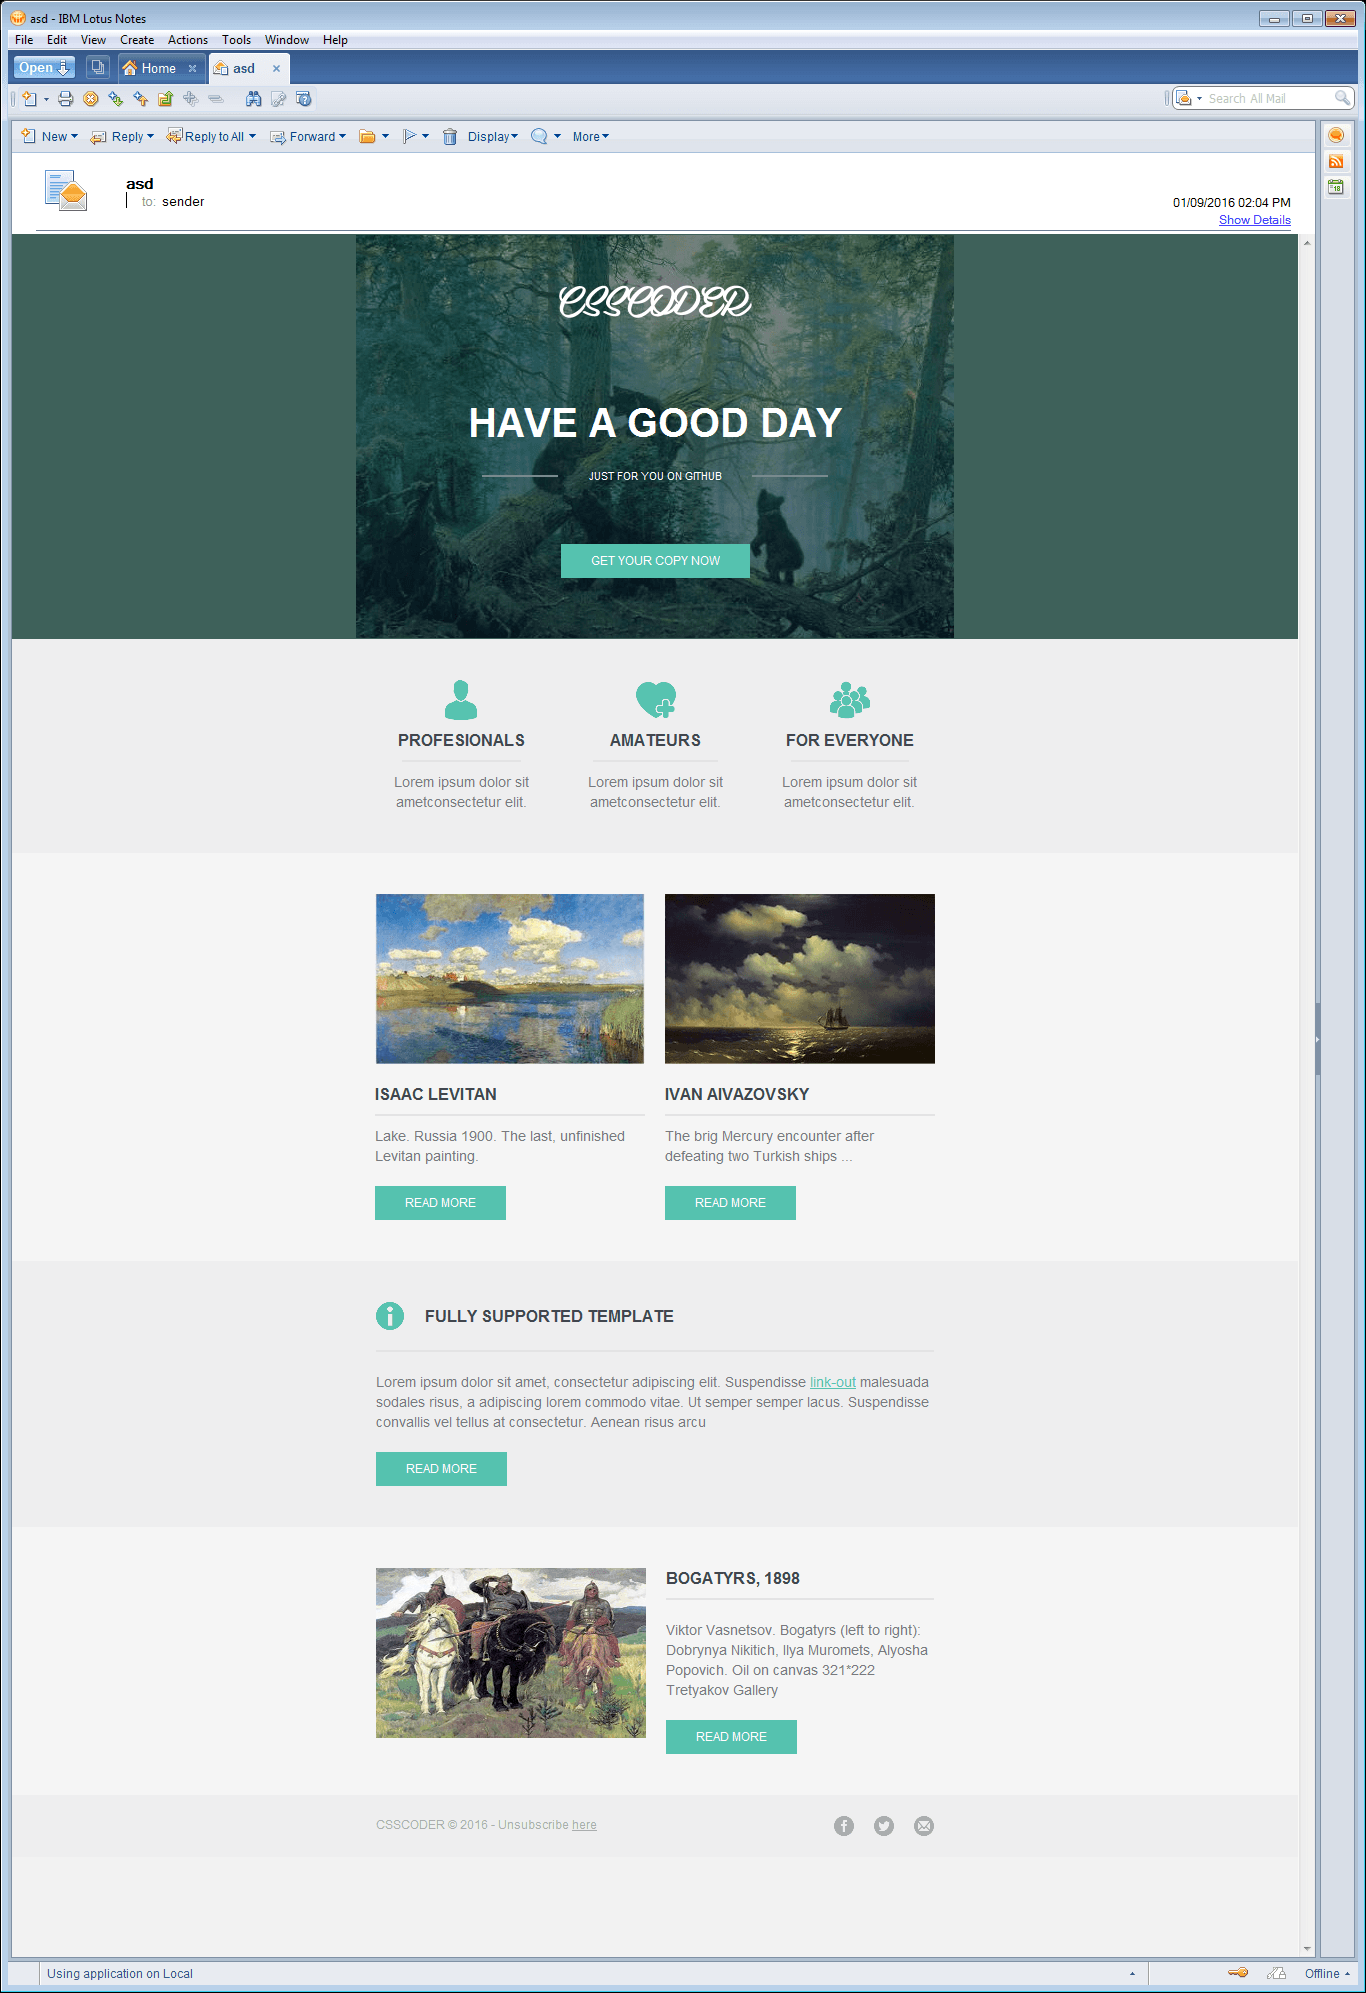 asd - IBM Lotus Notes
File Edit View Create Actions Tools Window Help
Open Home asd
Search All Mail
New Reply Reply to All Forward Display More
asd
to: sender
01/09/2016 02:04 PM
Show Details
CSSCODER
HAVE A GOOD DAY
JUST FOR YOU ON GITHUB
GET YOUR COPY NOW
PROFESIONALS
Lorem ipsum dolor sit
ametconsectetur elit.
AMATEURS
Lorem ipsum dolor sit
ametconsectetur elit.
FOR EVERYONE
Lorem ipsum dolor sit
ametconsectetur elit.
ISAAC LEVITAN
Lake. Russia 1900. The last, unfinished
Levitan painting.
READ MORE
IVAN AIVAZOVSKY
The brig Mercury encounter after
defeating two Turkish ships ...
READ MORE
FULLY SUPPORTED TEMPLATE
Lorem ipsum dolor sit amet, consectetur adipiscing elit. Suspendisse link-out malesuada
sodales risus, a adipiscing lorem commodo vitae. Ut semper semper lacus. Suspendisse
convallis vel tellus at consectetur. Aenean risus arcu
READ MORE
BOGATYRS, 1898
Viktor Vasnetsov. Bogatyrs (left to right):
Dobrynya Nikitich, Ilya Muromets, Alyosha
Popovich. Oil on canvas 321*222
Tretyakov Gallery
READ MORE
CSSCODER © 2016 - Unsubscribe here
Using application on Local
Offline